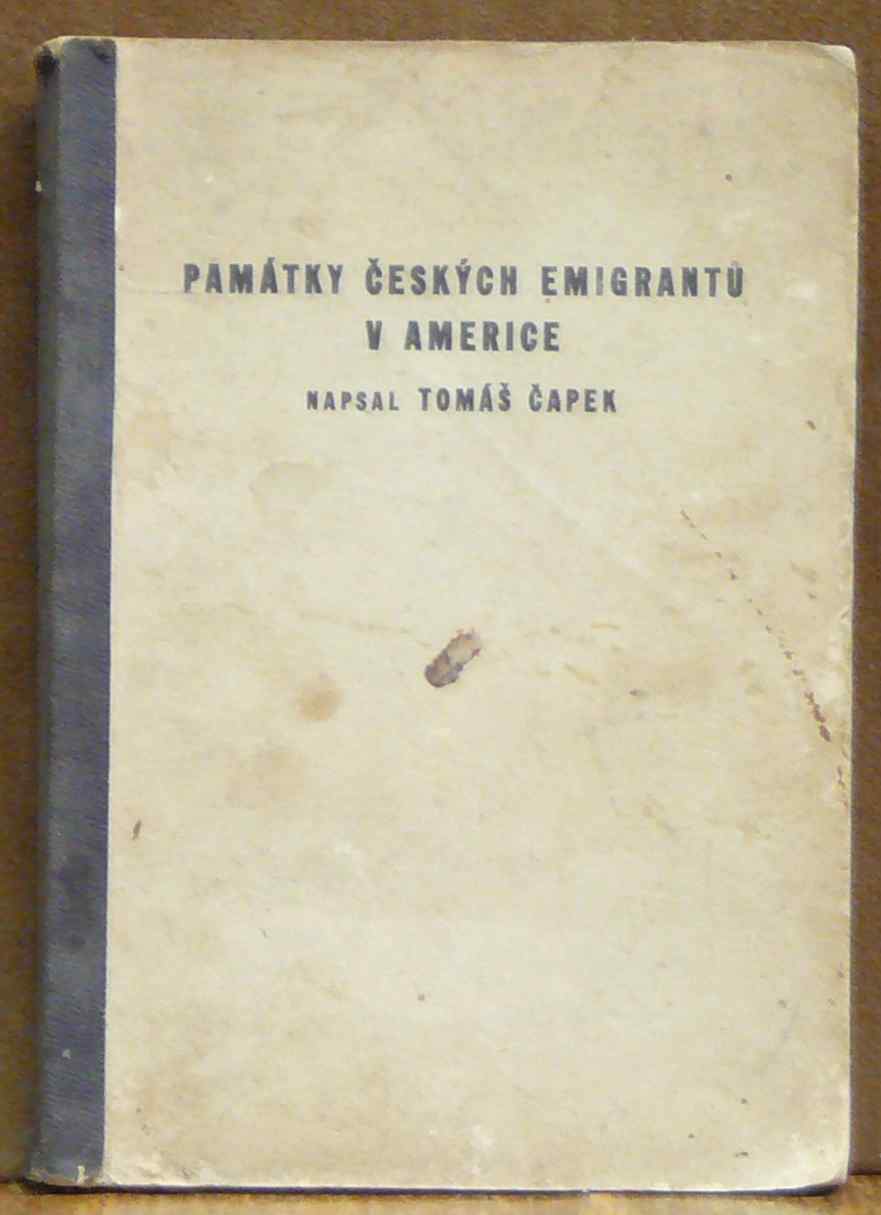 PAMÁTKY ČESKÝCH EMIGRANTŮ
V AMERICE
NAPSAL TOMÁŠ ČAPEK